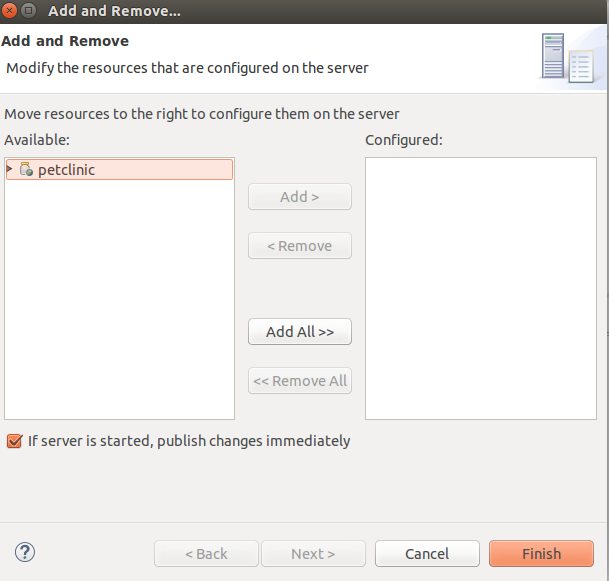 Add and Remove...
Add and Remove
Modify the resources that are configured on the server
Move resources to the right to configure them on the server
Available:
Configured:
petclinic
Add >
< Remove
Add All >>
<< Remove All
If server is started, publish changes immediately
?
< Back
Next >
Cancel
Finish